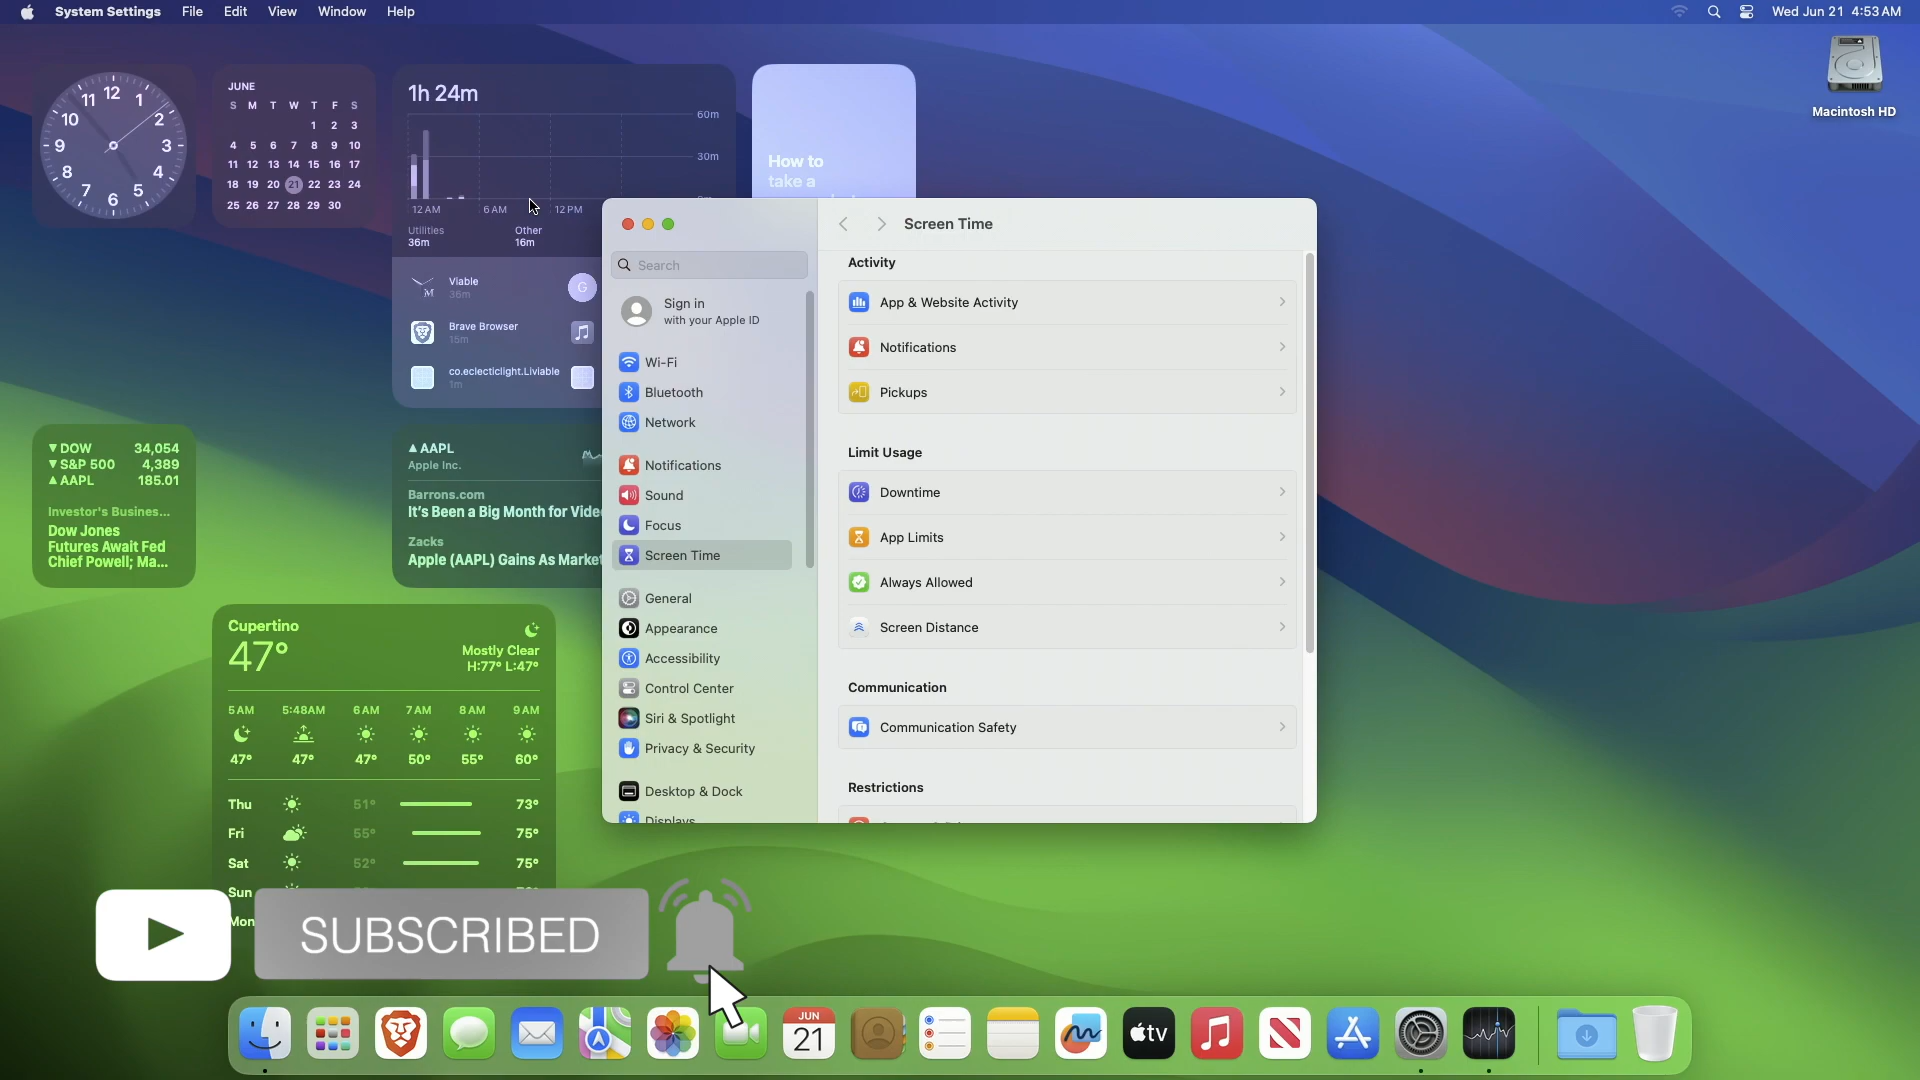 System Settings File Edit View Window Help
Wed Jun 21 4:53 AM
Macintosh HD
12
1
2
3
4
5
6
7
8
9
10
11
JUNE
S M T W T F S
1 2 3
4 5 6 7 8 9 10
11 12 13 14 15 16 17
18 19 20 21 22 23 24
25 26 27 28 29 30
1h 24m
60m
30m
12 AM 6 AM 12 PM
Utilities Other
36m 16m
Viable
36m
G
Brave Browser
15m
co.eclecticlight.Liviable
1m
How to
take a
▼ DOW 34,054
▼ S&P 500 4,389
▲ AAPL 185.01
Investor's Busines...
Dow Jones
Futures Await Fed
Chief Powell; Ma...
▲ AAPL
Apple Inc.
Barrons.com
It's Been a Big Month for Vide
Zacks
Apple (AAPL) Gains As Market
Cupertino
47°
Mostly Clear
H:77° L:47°
5 AM 5:48AM 6 AM 7 AM 8 AM 9 AM
47° 47° 47° 50° 55° 60°
Thu 51° 73°
Fri 55° 75°
Sat 52° 75°
Sun
Mon
Search
Sign in
with your Apple ID
Wi-Fi
Bluetooth
Network
Notifications
Sound
Focus
Screen Time
General
Appearance
Accessibility
Control Center
Siri & Spotlight
Privacy & Security
Desktop & Dock
Displays
Screen Time
Activity
App & Website Activity
Notifications
Pickups
Limit Usage
Downtime
App Limits
Always Allowed
Screen Distance
Communication
Communication Safety
Restrictions
SUBSCRIBED
JUN
21
tv